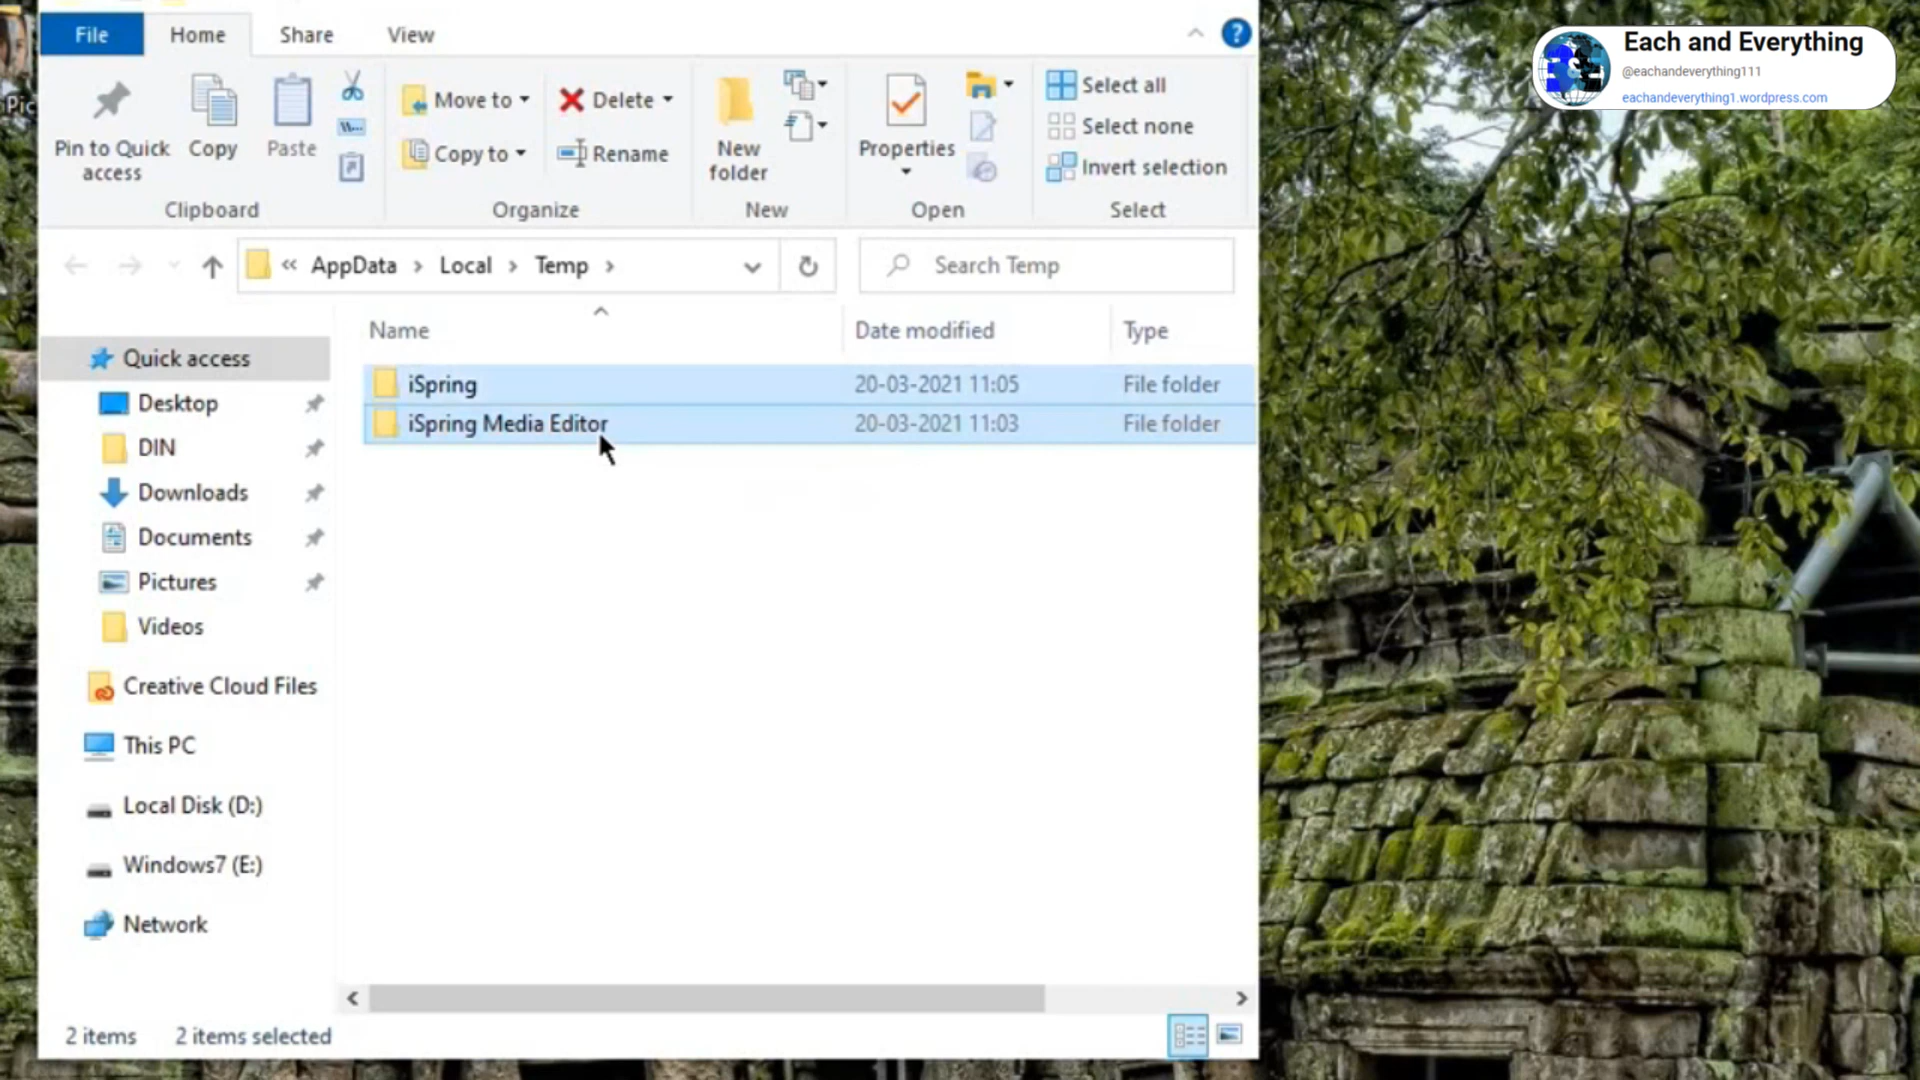 File Home Share View
Each and Everything
@eachandeverything111
eachandeverything1.wordpress.com
Pic
Pin to Quick access
Copy
Paste
W...
Clipboard
Move to
Copy to
Delete
Rename
Organize
New folder
New
Properties
Open
Select all
Select none
Invert selection
Select
« AppData > Local > Temp >
Search Temp
Name Date modified Type
iSpring 20-03-2021 11:05 File folder
iSpring Media Editor 20-03-2021 11:03 File folder
Quick access
Desktop
DIN
Downloads
Documents
Pictures
Videos
Creative Cloud Files
This PC
Local Disk (D:)
Windows7 (E:)
Network
2 items 2 items selected